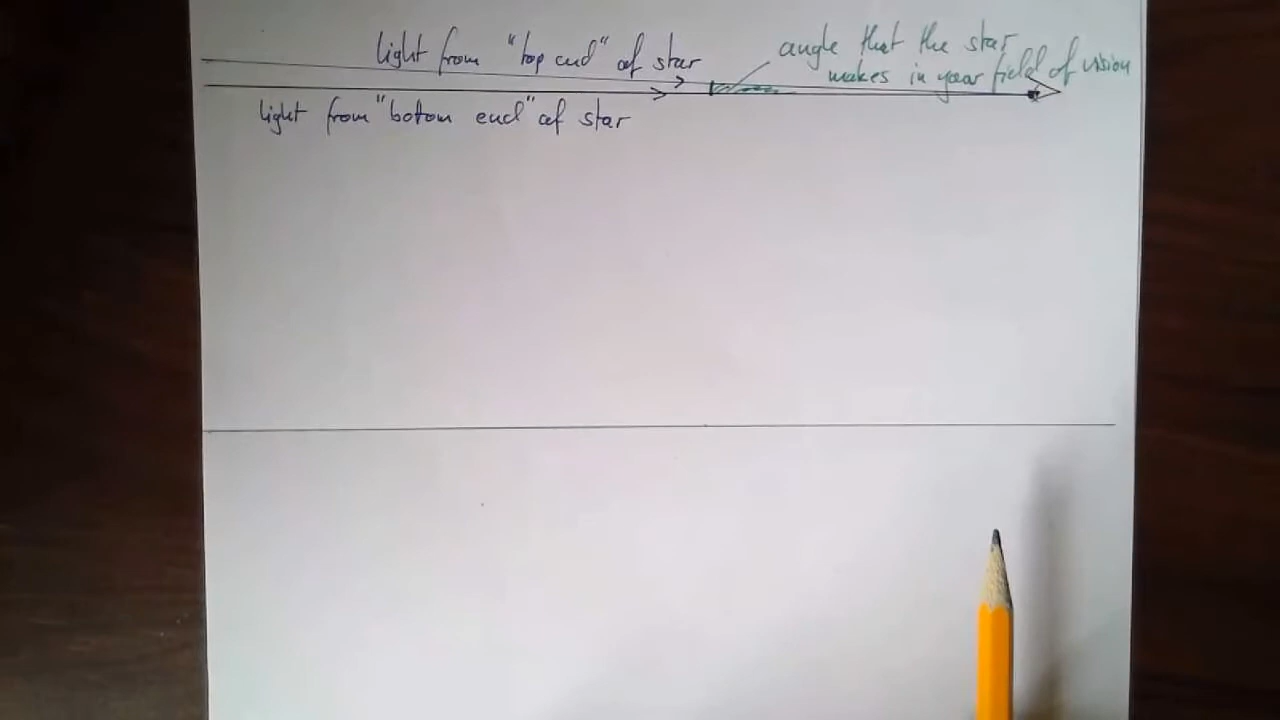 light from "top end" of star
angle that the star
makes in your field of vision
light from "botom end" of star